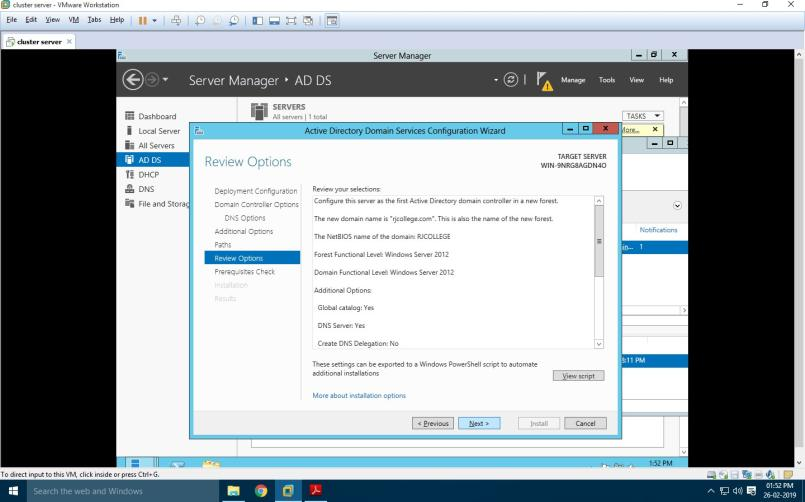 cluster server - VMware Workstation
File Edit View VM Tabs Help
cluster server
Server Manager
Server Manager ‣ AD DS
Manage Tools View Help
Dashboard
Local Server
All Servers
AD DS
DHCP
DNS
File and Storag
SERVERS
All servers | 1 total
TASKS
More...
Notifications
1
8:11 PM
Active Directory Domain Services Configuration Wizard
Review Options
TARGET SERVER
WIN-9NRG8AGDN4O
Deployment Configuration
Domain Controller Options
DNS Options
Additional Options
Paths
Review Options
Prerequisites Check
Installation
Results
Review your selections:
Configure this server as the first Active Directory domain controller in a new forest.
The new domain name is "rjcollege.com". This is also the name of the new forest.
The NetBIOS name of the domain: RJCOLLEGE
Forest Functional Level: Windows Server 2012
Domain Functional Level: Windows Server 2012
Additional Options:
Global catalog: Yes
DNS Server: Yes
Create DNS Delegation: No
These settings can be exported to a Windows PowerShell script to automate
additional installations
View script
More about installation options
< Previous Next > Install Cancel
1:52 PM
To direct input to this VM, click inside or press Ctrl+G.
Search the web and Windows
01:52 PM
26-02-2019